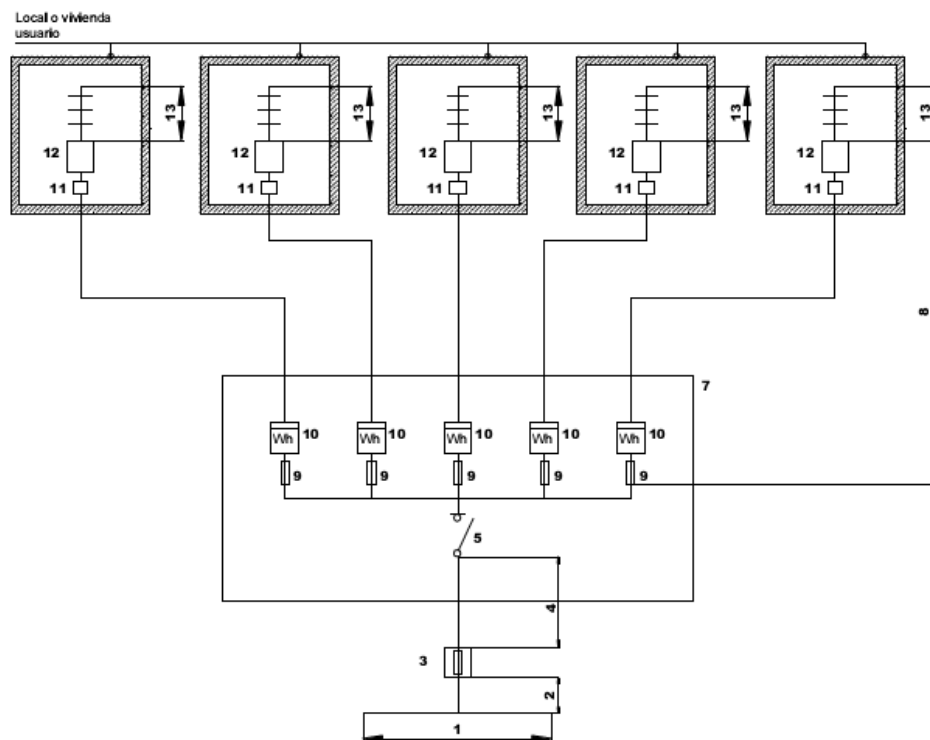 Local o vivienda
usuario
13 13 13 13 13
12 12 12 12 12
11 11 11 11 11
8
7
10 10 10 10 10
Wh Wh Wh Wh Wh
9 9 9 9 9
5
4
3
2
1